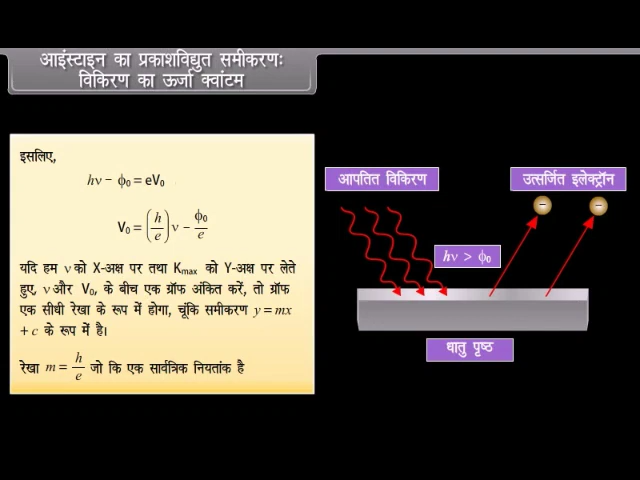 आइंस्टाइन का प्रकाशविद्युत समीकरणः
विकिरण का ऊर्जा क्वांटम
इसलिए,
hν − ϕ₀ = eV₀
V₀ = (h/e) ν − ϕ₀/e
यदि हम ν को X-अक्ष पर तथा Kmax को Y-अक्ष पर लेते
हुए, ν और V₀, के बीच एक ग्रॉफ अंकित करें, तो ग्रॉफ
एक सीधी रेखा के रूप में होगा, चूंकि समीकरण y = mx
+ c के रूप में है।
रेखा m = h/e जो कि एक सार्वत्रिक नियतांक है
आपतित विकिरण
उत्सर्जित इलेक्ट्रॉन
−
−
hν > ϕ₀
धातु पृष्ठ